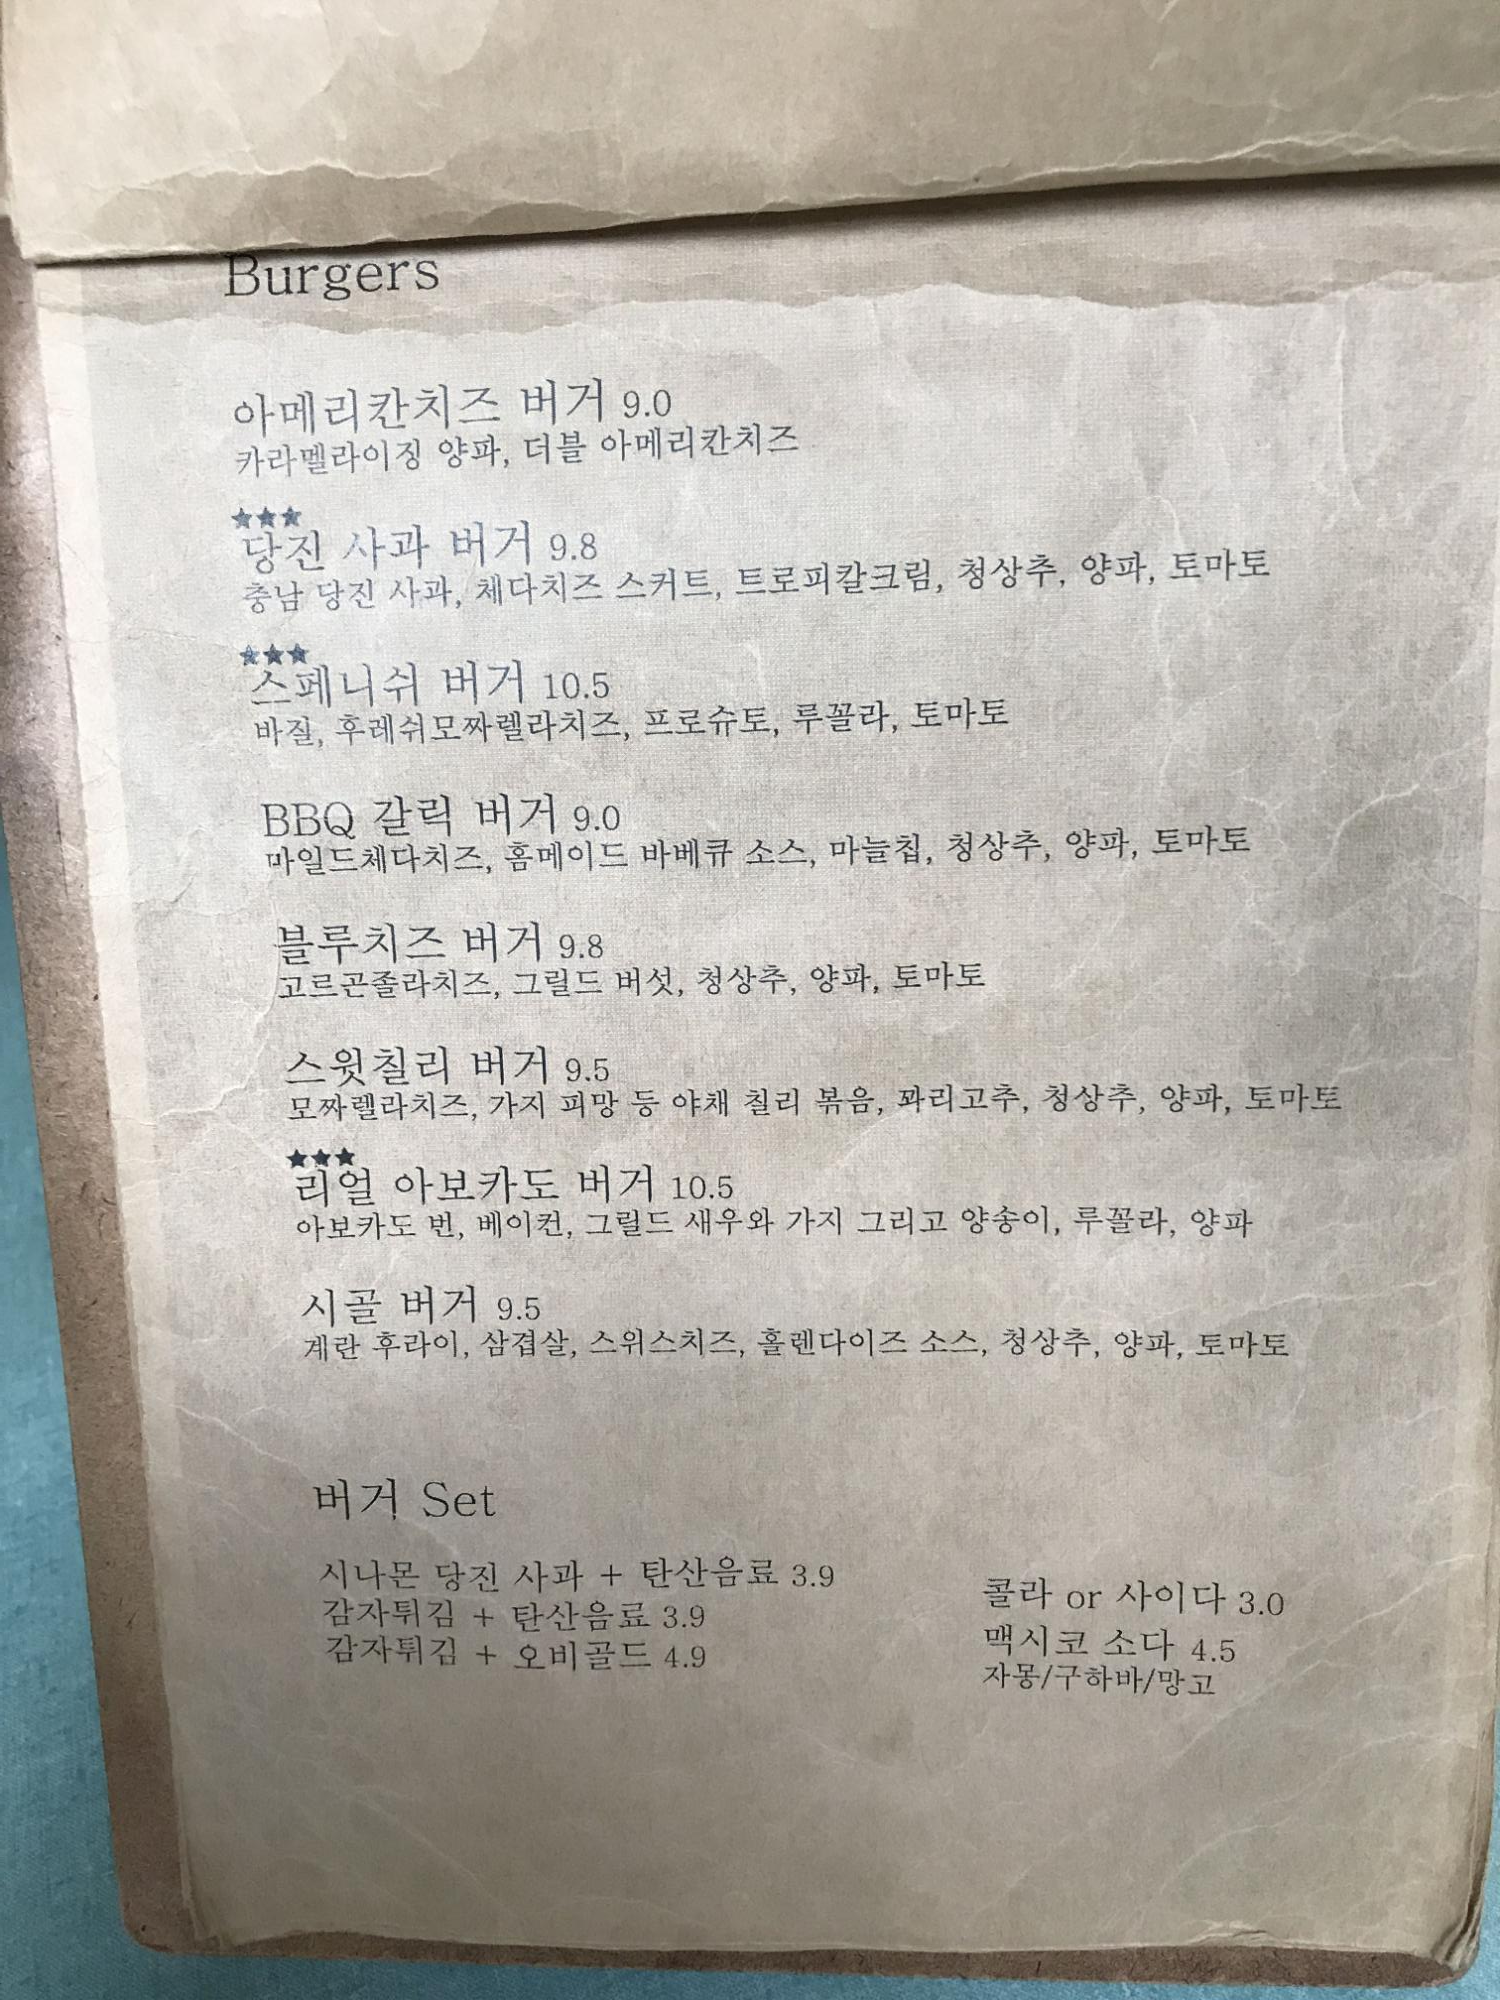 Burgers
아메리칸치즈 버거 9.0
카라멜라이징 양파, 더블 아메리칸치즈
★★★
당진 사과 버거 9.8
충남 당진 사과, 체다치즈 스커트, 트로피칼크림, 청상추, 양파, 토마토
★★★
스페니쉬 버거 10.5
바질, 후레쉬모짜렐라치즈, 프로슈토, 루꼴라, 토마토
BBQ 갈릭 버거 9.0
마일드체다치즈, 홈메이드 바베큐 소스, 마늘칩, 청상추, 양파, 토마토
블루치즈 버거 9.8
고르곤졸라치즈, 그릴드 버섯, 청상추, 양파, 토마토
스윗칠리 버거 9.5
모짜렐라치즈, 가지 피망 등 야채 칠리 볶음, 꽈리고추, 청상추, 양파, 토마토
★★★
리얼 아보카도 버거 10.5
아보카도 번, 베이컨, 그릴드 새우와 가지 그리고 양송이, 루꼴라, 양파
시골 버거 9.5
계란 후라이, 삼겹살, 스위스치즈, 홀렌다이즈 소스, 청상추, 양파, 토마토
버거 Set
시나몬 당진 사과 + 탄산음료 3.9
감자튀김 + 탄산음료 3.9
감자튀김 + 오비골드 4.9
콜라 or 사이다 3.0
맥시코 소다 4.5
자몽/구하바/망고